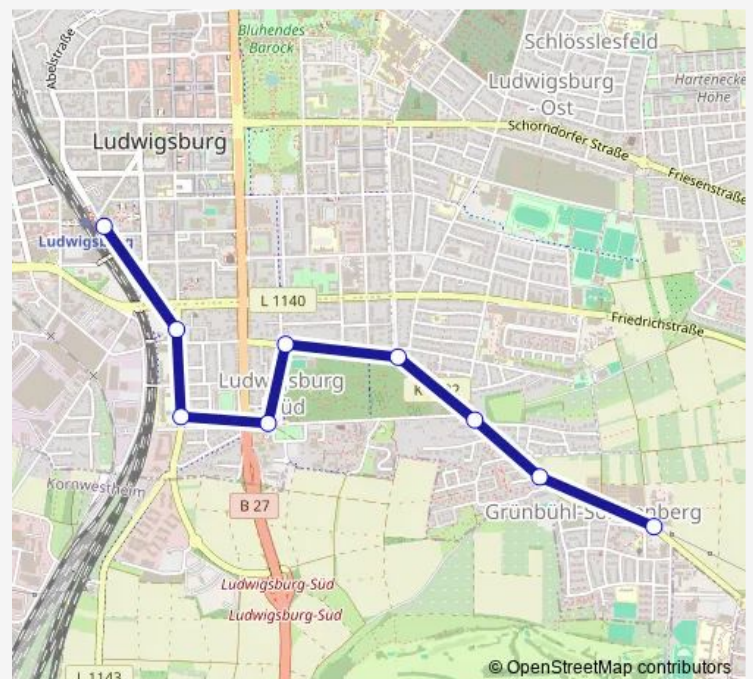 Abelstraße
Blühendes
Barock
Schlösslesfeld
Ludwigsburg
- Ost
Hartenecker
Höhe
Ludwigsburg
Schorndorfer Straße
Friesenstraße
L 1140
Friedrichstraße
Kornwestheim
B 27
Ludwigsburg-Süd
Ludwigsburg-Süd
L 1143
© OpenStreetMap contributors